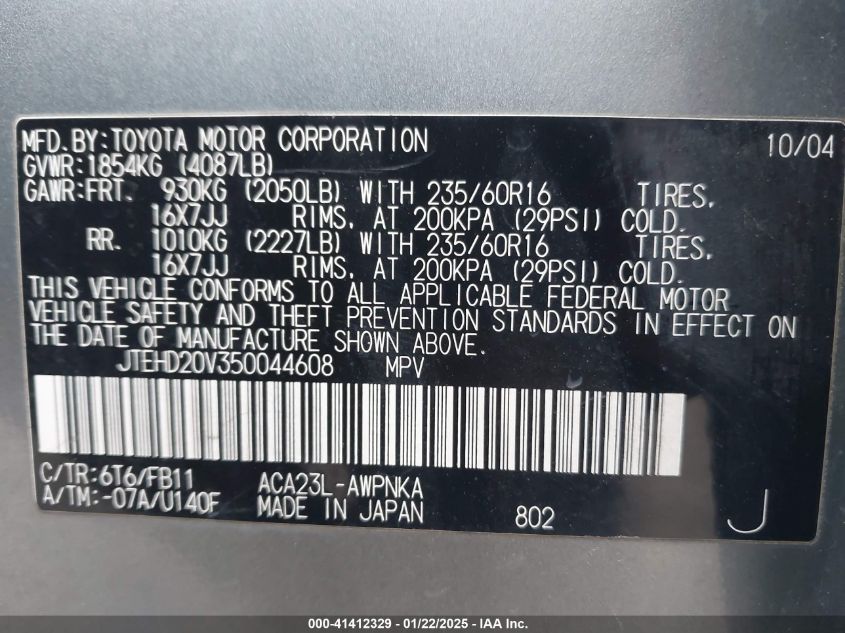 MFD.BY:TOYOTA MOTOR CORPORATION 10/04
GVWR:1854KG (4087LB)
GAWR:FRT. 930KG (2050LB) WITH 235/60R16 TIRES,
16X7JJ RIMS, AT 200KPA (29PSI) COLD.
RR. 1010KG (2227LB) WITH 235/60R16 TIRES,
16X7JJ RIMS, AT 200KPA (29PSI) COLD.
THIS VEHICLE CONFORMS TO ALL APPLICABLE FEDERAL MOTOR
VEHICLE SAFETY AND THEFT PREVENTION STANDARDS IN EFFECT ON
THE DATE OF MANUFACTURE SHOWN ABOVE.
JTEHD20V350044608 MPV
C/TR:6T6/FB11 ACA23L-AWPNKA
A/TM:-07A/U140F MADE IN JAPAN 802 J
000-41412329 - 01/22/2025 - IAA Inc.